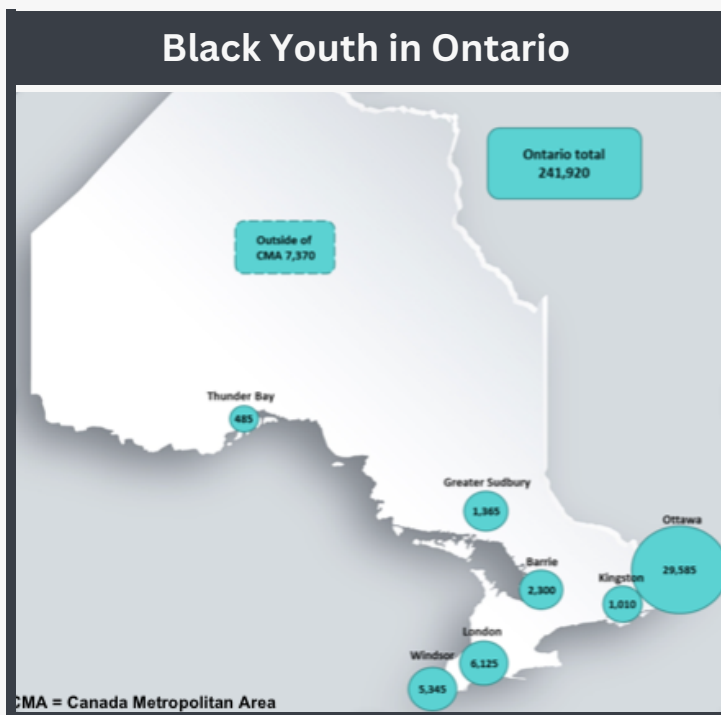 Black Youth in Ontario
Ontario total
241,920
Outside of
CMA 7,370
Thunder Bay
485
Greater Sudbury
1,365
Ottawa
29,585
Barrie
2,300
Kingston
1,010
London
6,125
Windsor
5,345
CMA = Canada Metropolitan Area